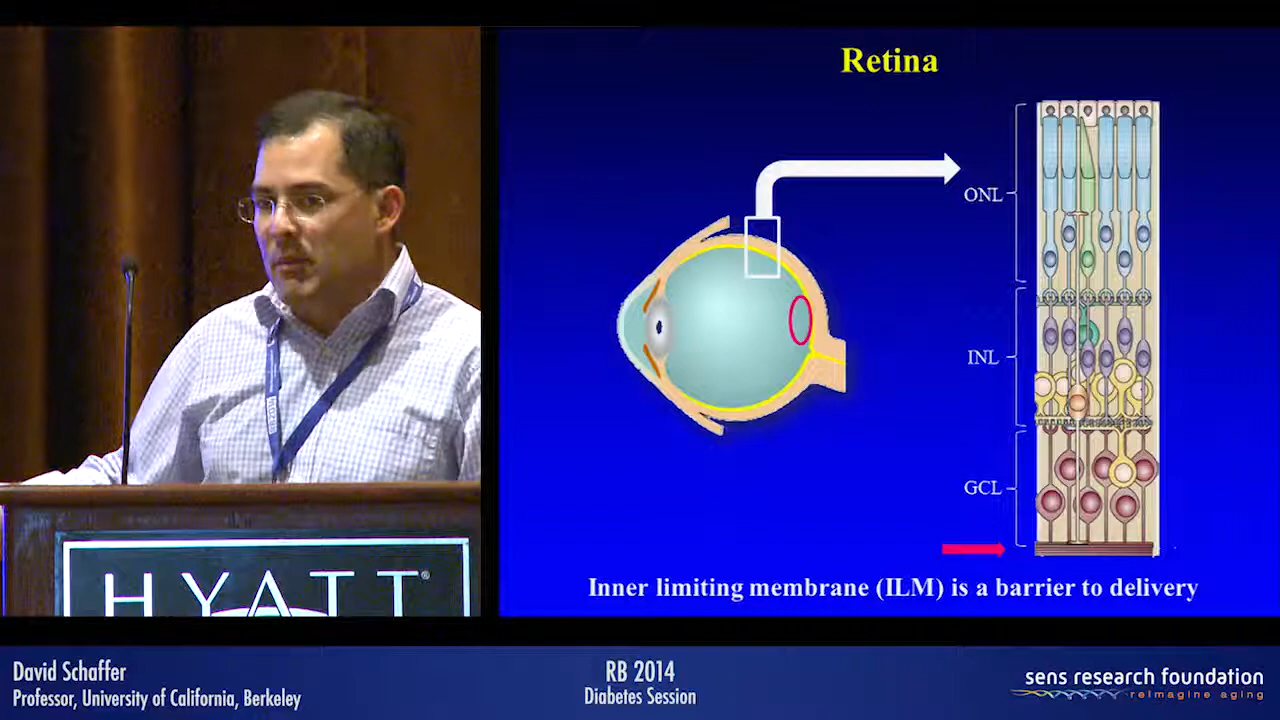 Retina
ONL
INL
GCL
Inner limiting membrane (ILM) is a barrier to delivery
HYATT®
David Schaffer
Professor, University of California, Berkeley
RB 2014
Diabetes Session
sens research foundation
reimagine aging